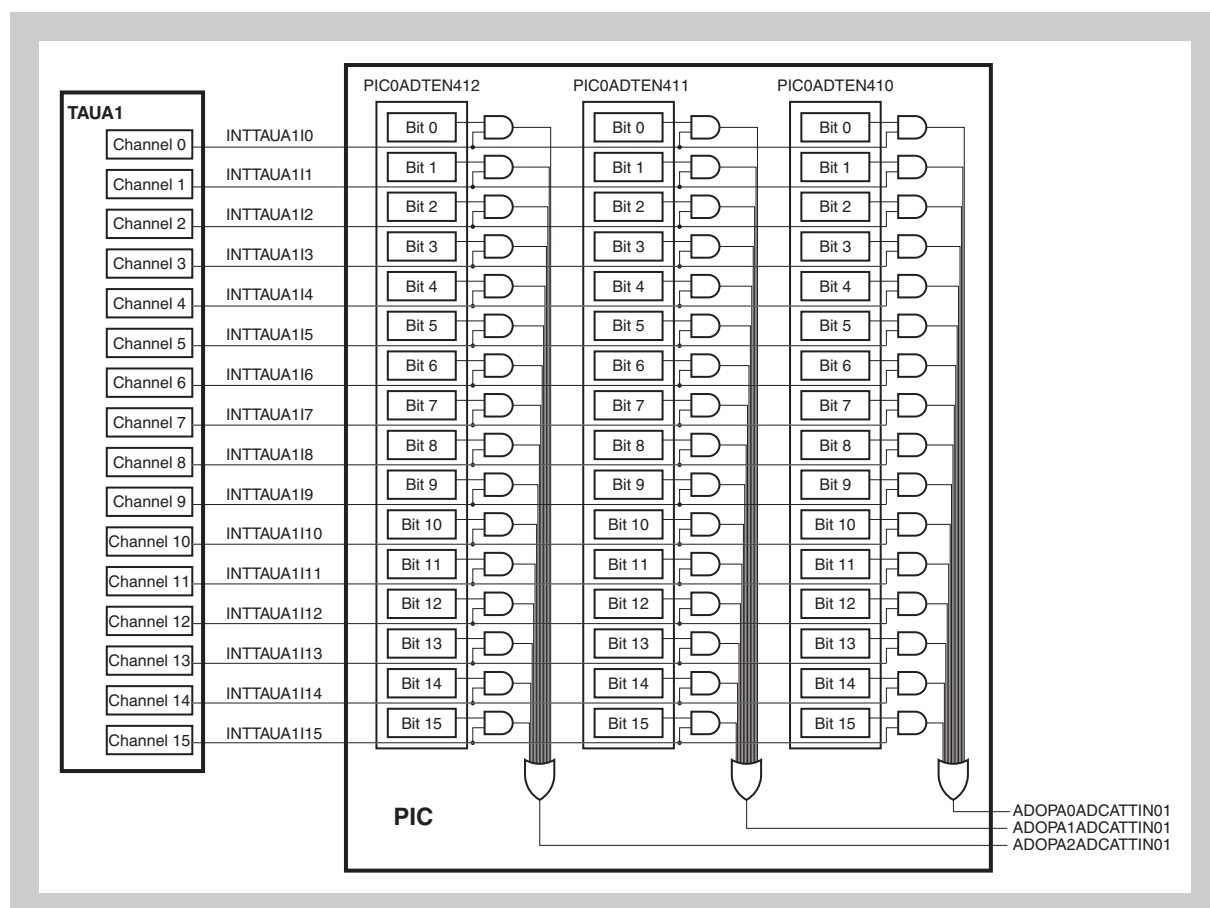 PIC0ADTEN412 PIC0ADTEN411 PIC0ADTEN410
TAUA1
Channel 0 INTTAUA1I0 Bit 0 Bit 0 Bit 0
Channel 1 INTTAUA1I1 Bit 1 Bit 1 Bit 1
Channel 2 INTTAUA1I2 Bit 2 Bit 2 Bit 2
Channel 3 INTTAUA1I3 Bit 3 Bit 3 Bit 3
Channel 4 INTTAUA1I4 Bit 4 Bit 4 Bit 4
Channel 5 INTTAUA1I5 Bit 5 Bit 5 Bit 5
Channel 6 INTTAUA1I6 Bit 6 Bit 6 Bit 6
Channel 7 INTTAUA1I7 Bit 7 Bit 7 Bit 7
Channel 8 INTTAUA1I8 Bit 8 Bit 8 Bit 8
Channel 9 INTTAUA1I9 Bit 9 Bit 9 Bit 9
Channel 10 INTTAUA1I10 Bit 10 Bit 10 Bit 10
Channel 11 INTTAUA1I11 Bit 11 Bit 11 Bit 11
Channel 12 INTTAUA1I12 Bit 12 Bit 12 Bit 12
Channel 13 INTTAUA1I13 Bit 13 Bit 13 Bit 13
Channel 14 INTTAUA1I14 Bit 14 Bit 14 Bit 14
Channel 15 INTTAUA1I15 Bit 15 Bit 15 Bit 15
PIC
ADOPA0ADCATTIN01
ADOPA1ADCATTIN01
ADOPA2ADCATTIN01